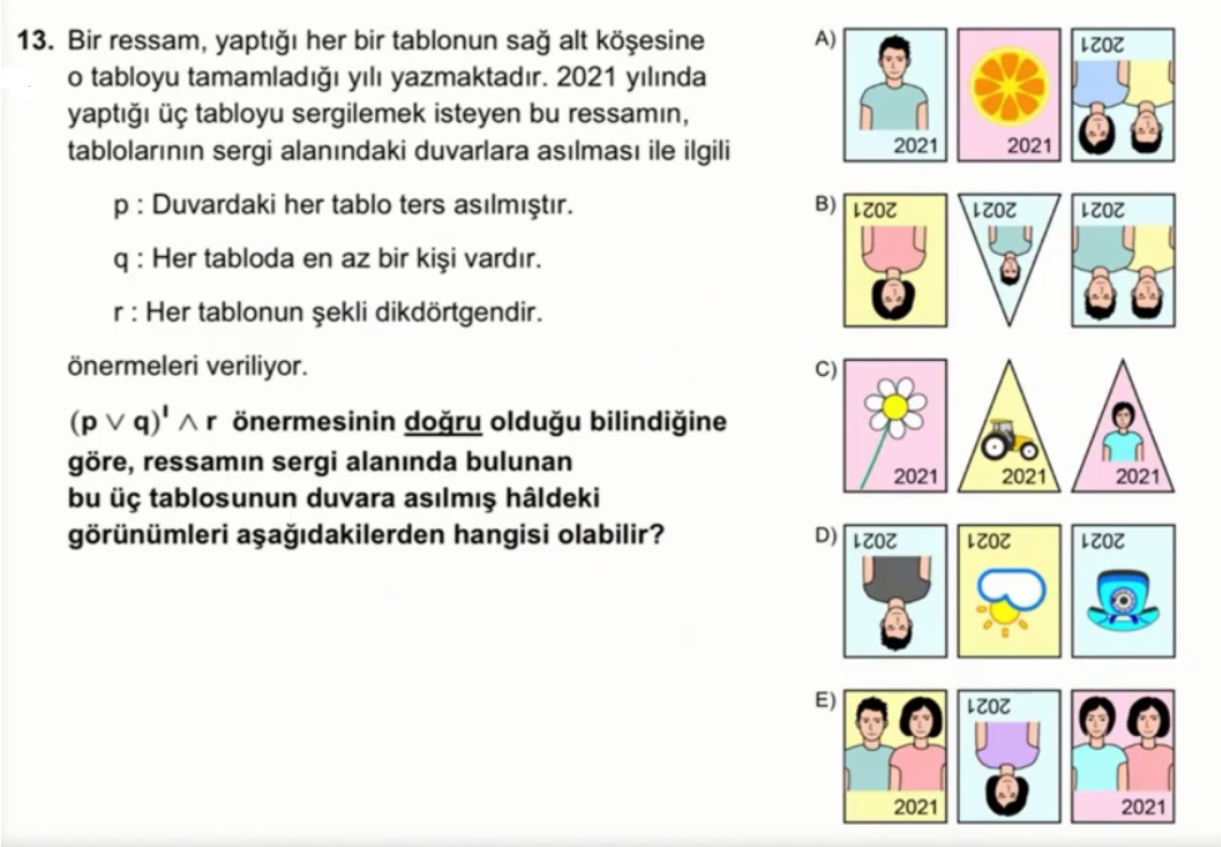 13. Bir ressam, yaptığı her bir tablonun sağ alt köşesine
o tabloyu tamamladığı yılı yazmaktadır. 2021 yılında
yaptığı üç tabloyu sergilemek isteyen bu ressamın,
tablolarının sergi alanındaki duvarlara asılması ile ilgili
p : Duvardaki her tablo ters asılmıştır.
q : Her tabloda en az bir kişi vardır.
r : Her tablonun şekli dikdörtgendir.
önermeleri veriliyor.
(p ∨ q)' ∧ r önermesinin doğru olduğu bilindiğine
göre, ressamın sergi alanında bulunan
bu üç tablosunun duvara asılmış hâldeki
görünümleri aşağıdakilerden hangisi olabilir?
A) 2021 2021 2021
B) 2021 2021 2021
C) 2021 2021 2021
D) 2021 2021 2021
E) 2021 2021 2021